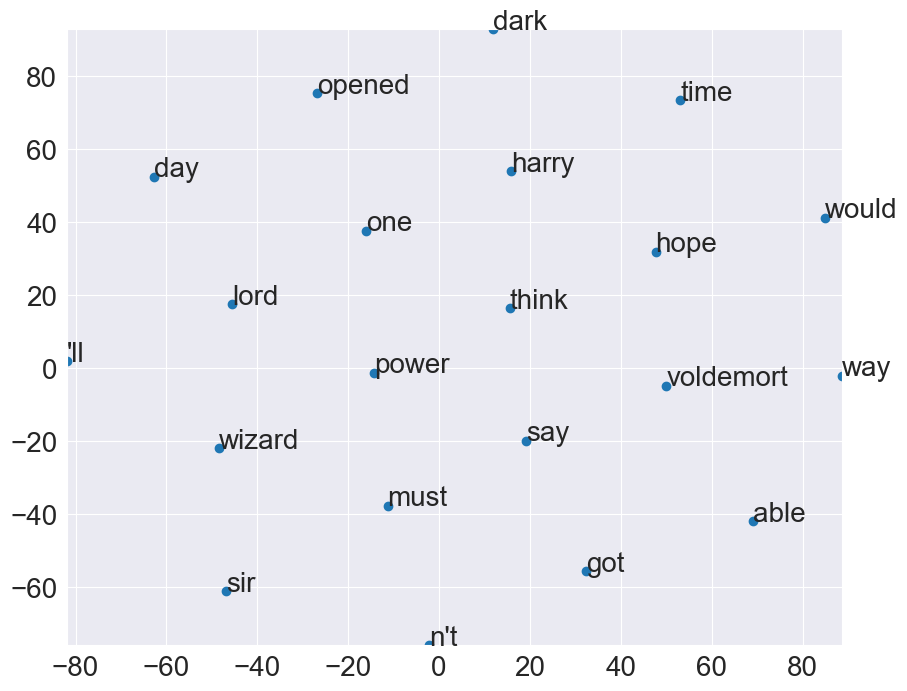 dark
80
opened
time
60
day
harry
40
one
would
hope
20
lord
think
'll
0
power
voldemort
way
−20
wizard
say
−40
must
able
−60
sir
got
n't
−80 −60 −40 −20 0 20 40 60 80